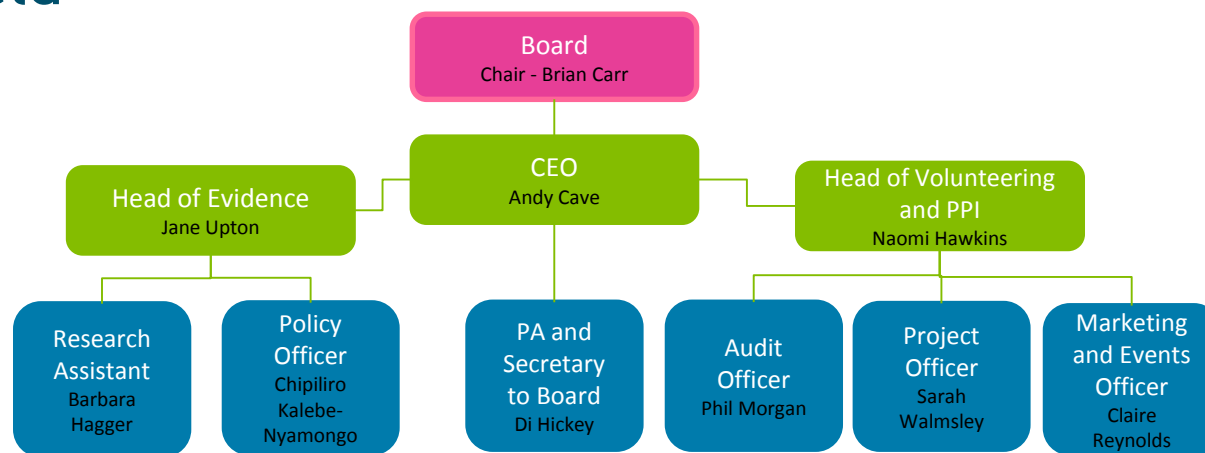 Board
Chair - Brian Carr
CEO
Andy Cave
Head of Evidence
Jane Upton
Head of Volunteering
and PPI
Naomi Hawkins
Research
Assistant
Barbara
Hagger
Policy
Officer
Chipiliro
Kalebe-
Nyamongo
PA and
Secretary
to Board
Di Hickey
Audit
Officer
Phil Morgan
Project
Officer
Sarah
Walmsley
Marketing
and Events
Officer
Claire
Reynolds